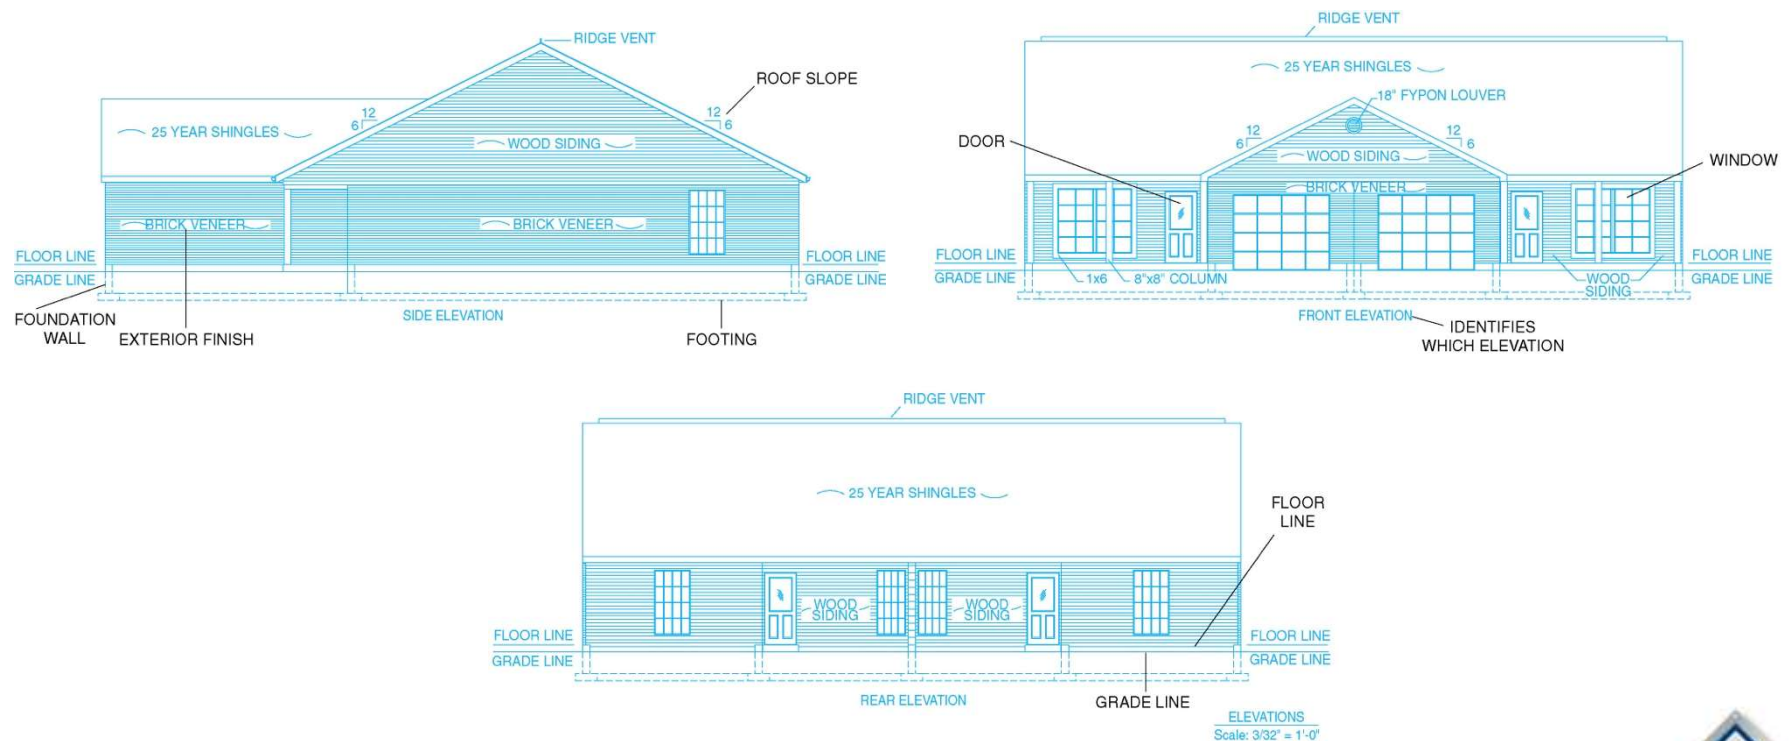 RIDGE VENT
ROOF SLOPE
12
6
12
6
25 YEAR SHINGLES
WOOD SIDING
BRICK VENEER
BRICK VENEER
FLOOR LINE
GRADE LINE
FLOOR LINE
GRADE LINE
FOUNDATION
WALL
EXTERIOR FINISH
SIDE ELEVATION
FOOTING
RIDGE VENT
25 YEAR SHINGLES
18" FYPON LOUVER
12
6
12
6
DOOR
WOOD SIDING
WINDOW
BRICK VENEER
FLOOR LINE
GRADE LINE
FLOOR LINE
GRADE LINE
1x6
8"x8" COLUMN
WOOD
SIDING
FRONT ELEVATION
IDENTIFIES
WHICH ELEVATION
RIDGE VENT
25 YEAR SHINGLES
FLOOR
LINE
WOOD
SIDING
WOOD
SIDING
FLOOR LINE
GRADE LINE
FLOOR LINE
GRADE LINE
REAR ELEVATION
GRADE LINE
ELEVATIONS
Scale: 3/32" = 1'-0"